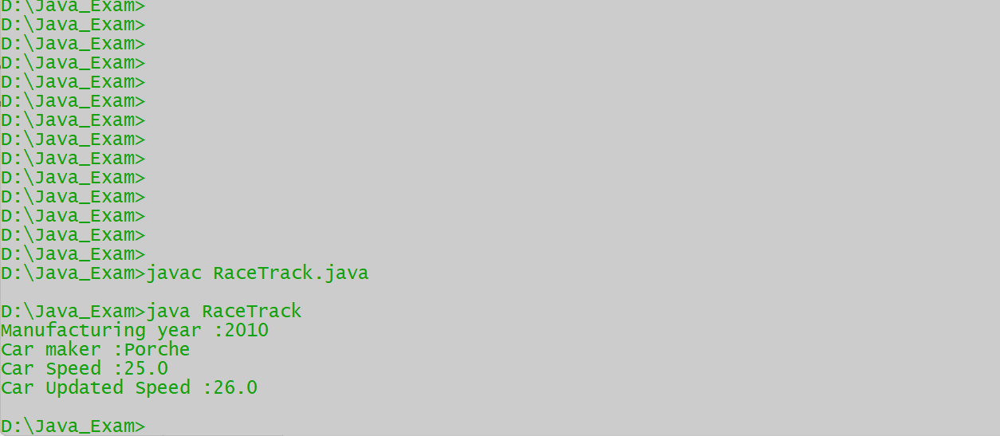 D:\Java_Exam>
D:\Java_Exam>
D:\Java_Exam>
D:\Java_Exam>
D:\Java_Exam>
D:\Java_Exam>
D:\Java_Exam>
D:\Java_Exam>
D:\Java_Exam>
D:\Java_Exam>
D:\Java_Exam>
D:\Java_Exam>
D:\Java_Exam>
D:\Java_Exam>
D:\Java_Exam>javac RaceTrack.java
D:\Java_Exam>java RaceTrack
Manufacturing year :2010
Car maker :Porche
Car Speed :25.0
Car Updated Speed :26.0
D:\Java_Exam>